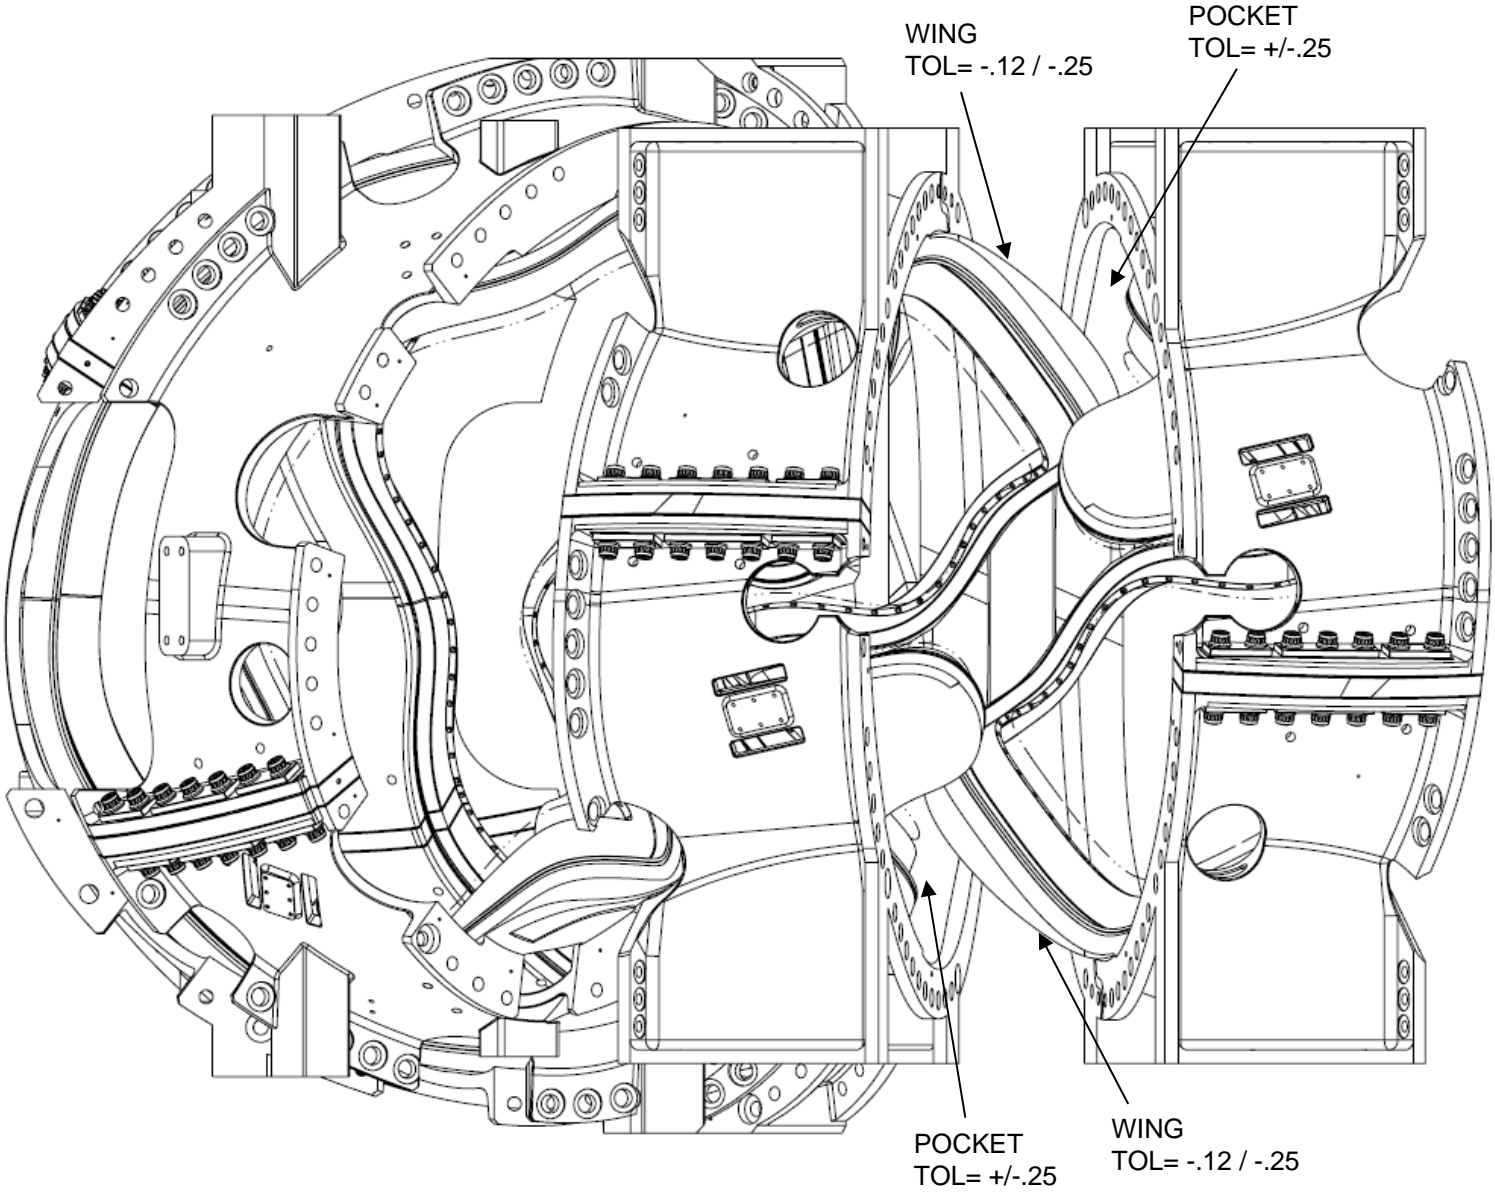 WING
TOL= -.12 / -.25
POCKET
TOL= +/-.25
POCKET
TOL= +/-.25
WING
TOL= -.12 / -.25